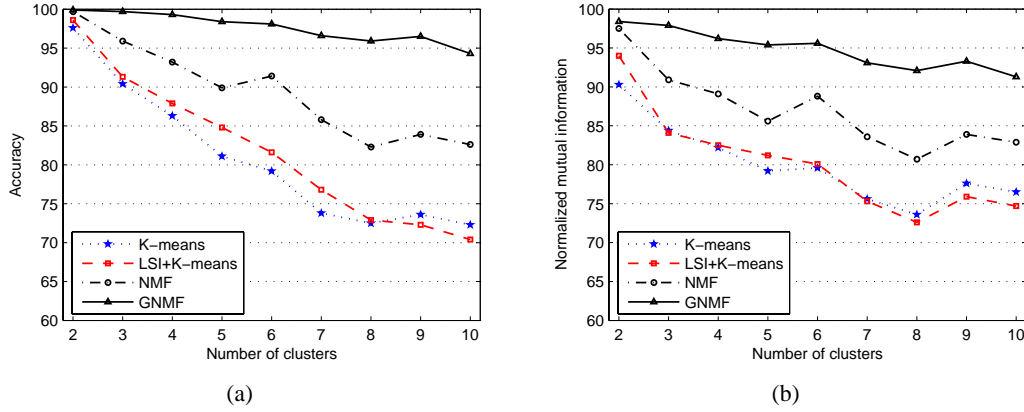 100
95
90
85
80
75
70
65
60
Accuracy
K−means
LSI+K−means
NMF
GNMF
2 3 4 5 6 7 8 9 10
Number of clusters
(a)
100
95
90
85
80
75
70
65
60
Normalized mutual information
K−means
LSI+K−means
NMF
GNMF
2 3 4 5 6 7 8 9 10
Number of clusters
(b)